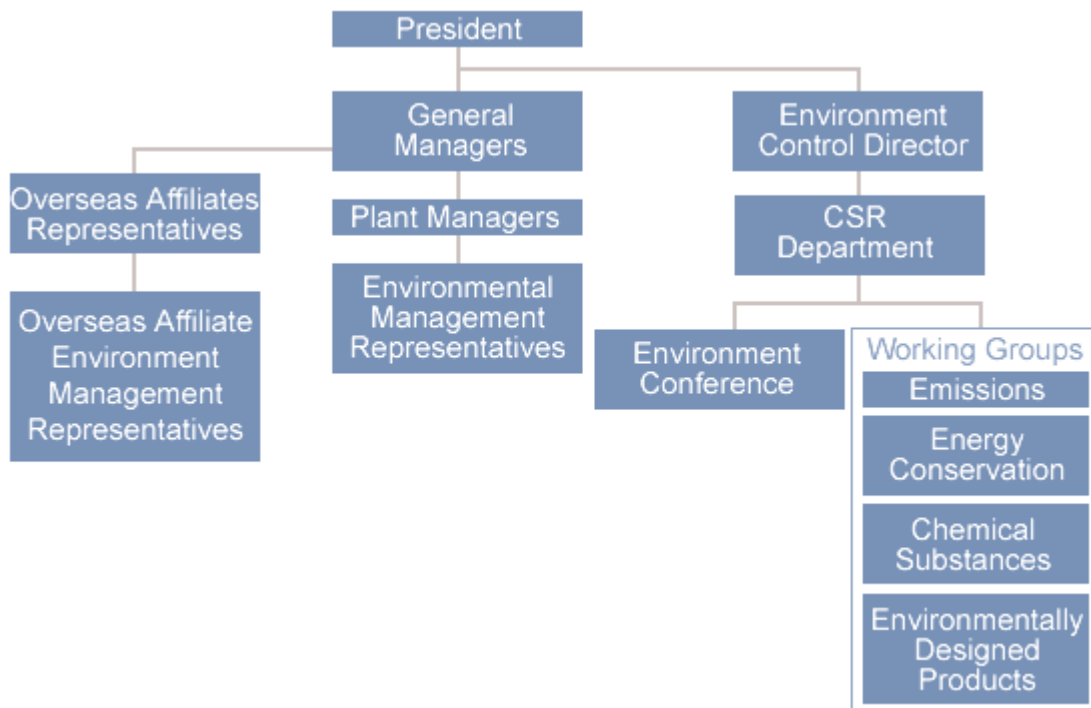 President
General
Managers
Environment
Control Director
Overseas Affiliates
Representatives
Plant Managers
CSR
Department
Overseas Affiliate
Environment
Management
Representatives
Environmental
Management
Representatives
Environment
Conference
Working Groups
Emissions
Energy
Conservation
Chemical
Substances
Environmentally
Designed
Products